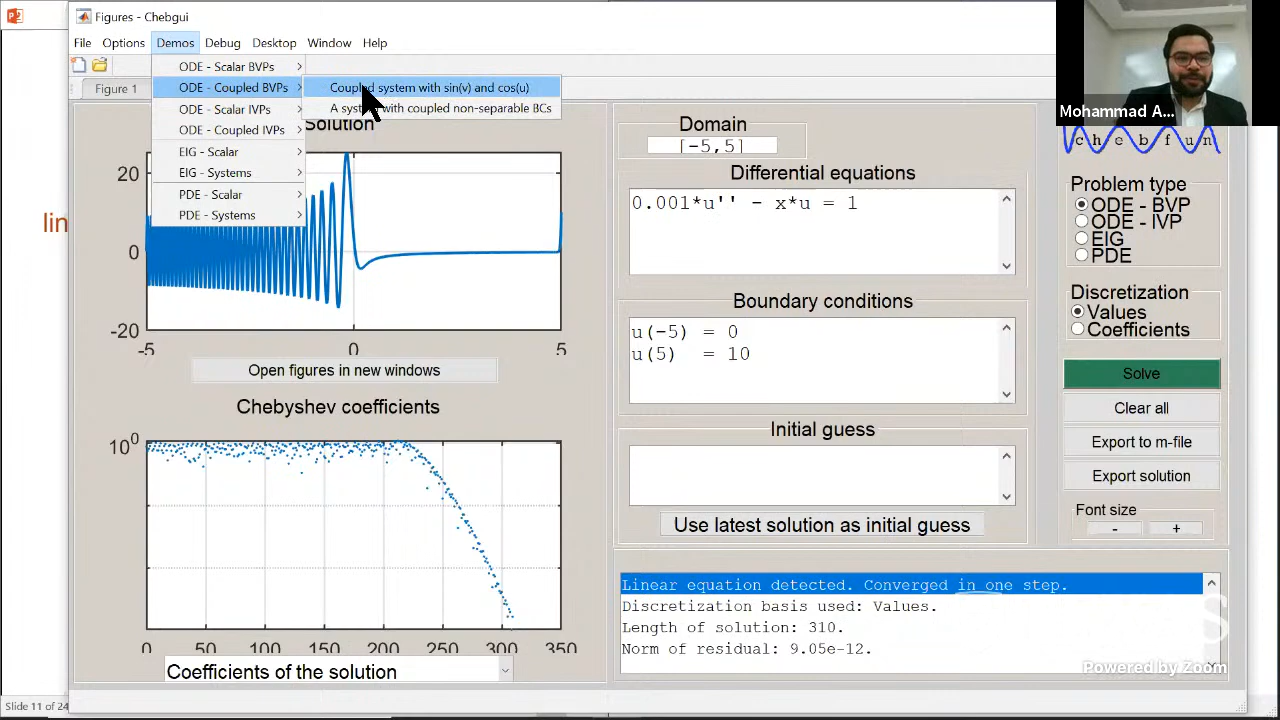 Figures - Chebgui
File Options Demos Debug Desktop Window Help
Figure 1
ODE - Scalar BVPs
ODE - Coupled BVPs
ODE - Scalar IVPs
ODE - Coupled IVPs
EIG - Scalar
EIG - Systems
PDE - Scalar
PDE - Systems
Coupled system with sin(v) and cos(u)
A system with coupled non-separable BCs
Solution
20
0
-20
-5 0 5
Open figures in new windows
Chebyshev coefficients
10^0
0 50 100 150 200 250 300 350
Coefficients of the solution
Domain
[-5,5]
Differential equations
0.001*u'' - x*u = 1
Boundary conditions
u(-5) = 0
u(5) = 10
Initial guess
Use latest solution as initial guess
Linear equation detected. Converged in one step.
Discretization basis used: Values.
Length of solution: 310.
Norm of residual: 9.05e-12.
Mohammad A...
chebfun
Problem type
ODE - BVP
ODE - IVP
EIG
PDE
Discretization
Values
Coefficients
Solve
Clear all
Export to m-file
Export solution
Font size
- +
Powered by Zoom
lin
Slide 11 of 24